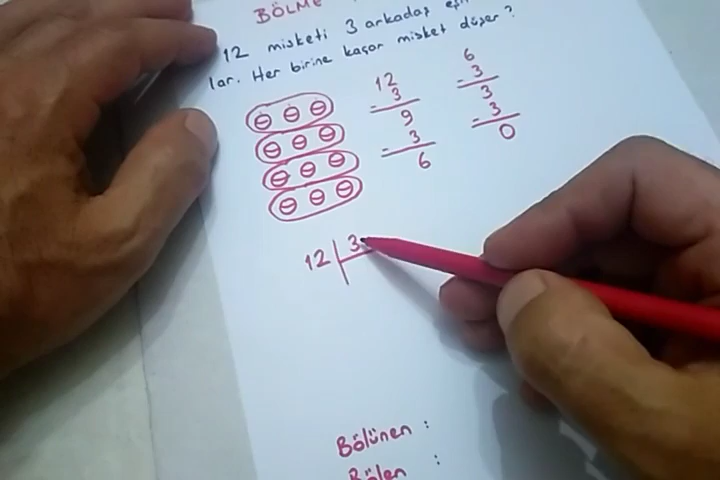 BÖLME
12 misketi 3 arkadaş
lar. Her birine kaçar misket düşer?
12
- 3
9
- 3
6
6
- 3
3
- 3
0
12 3
Bölünen :
Bölen :